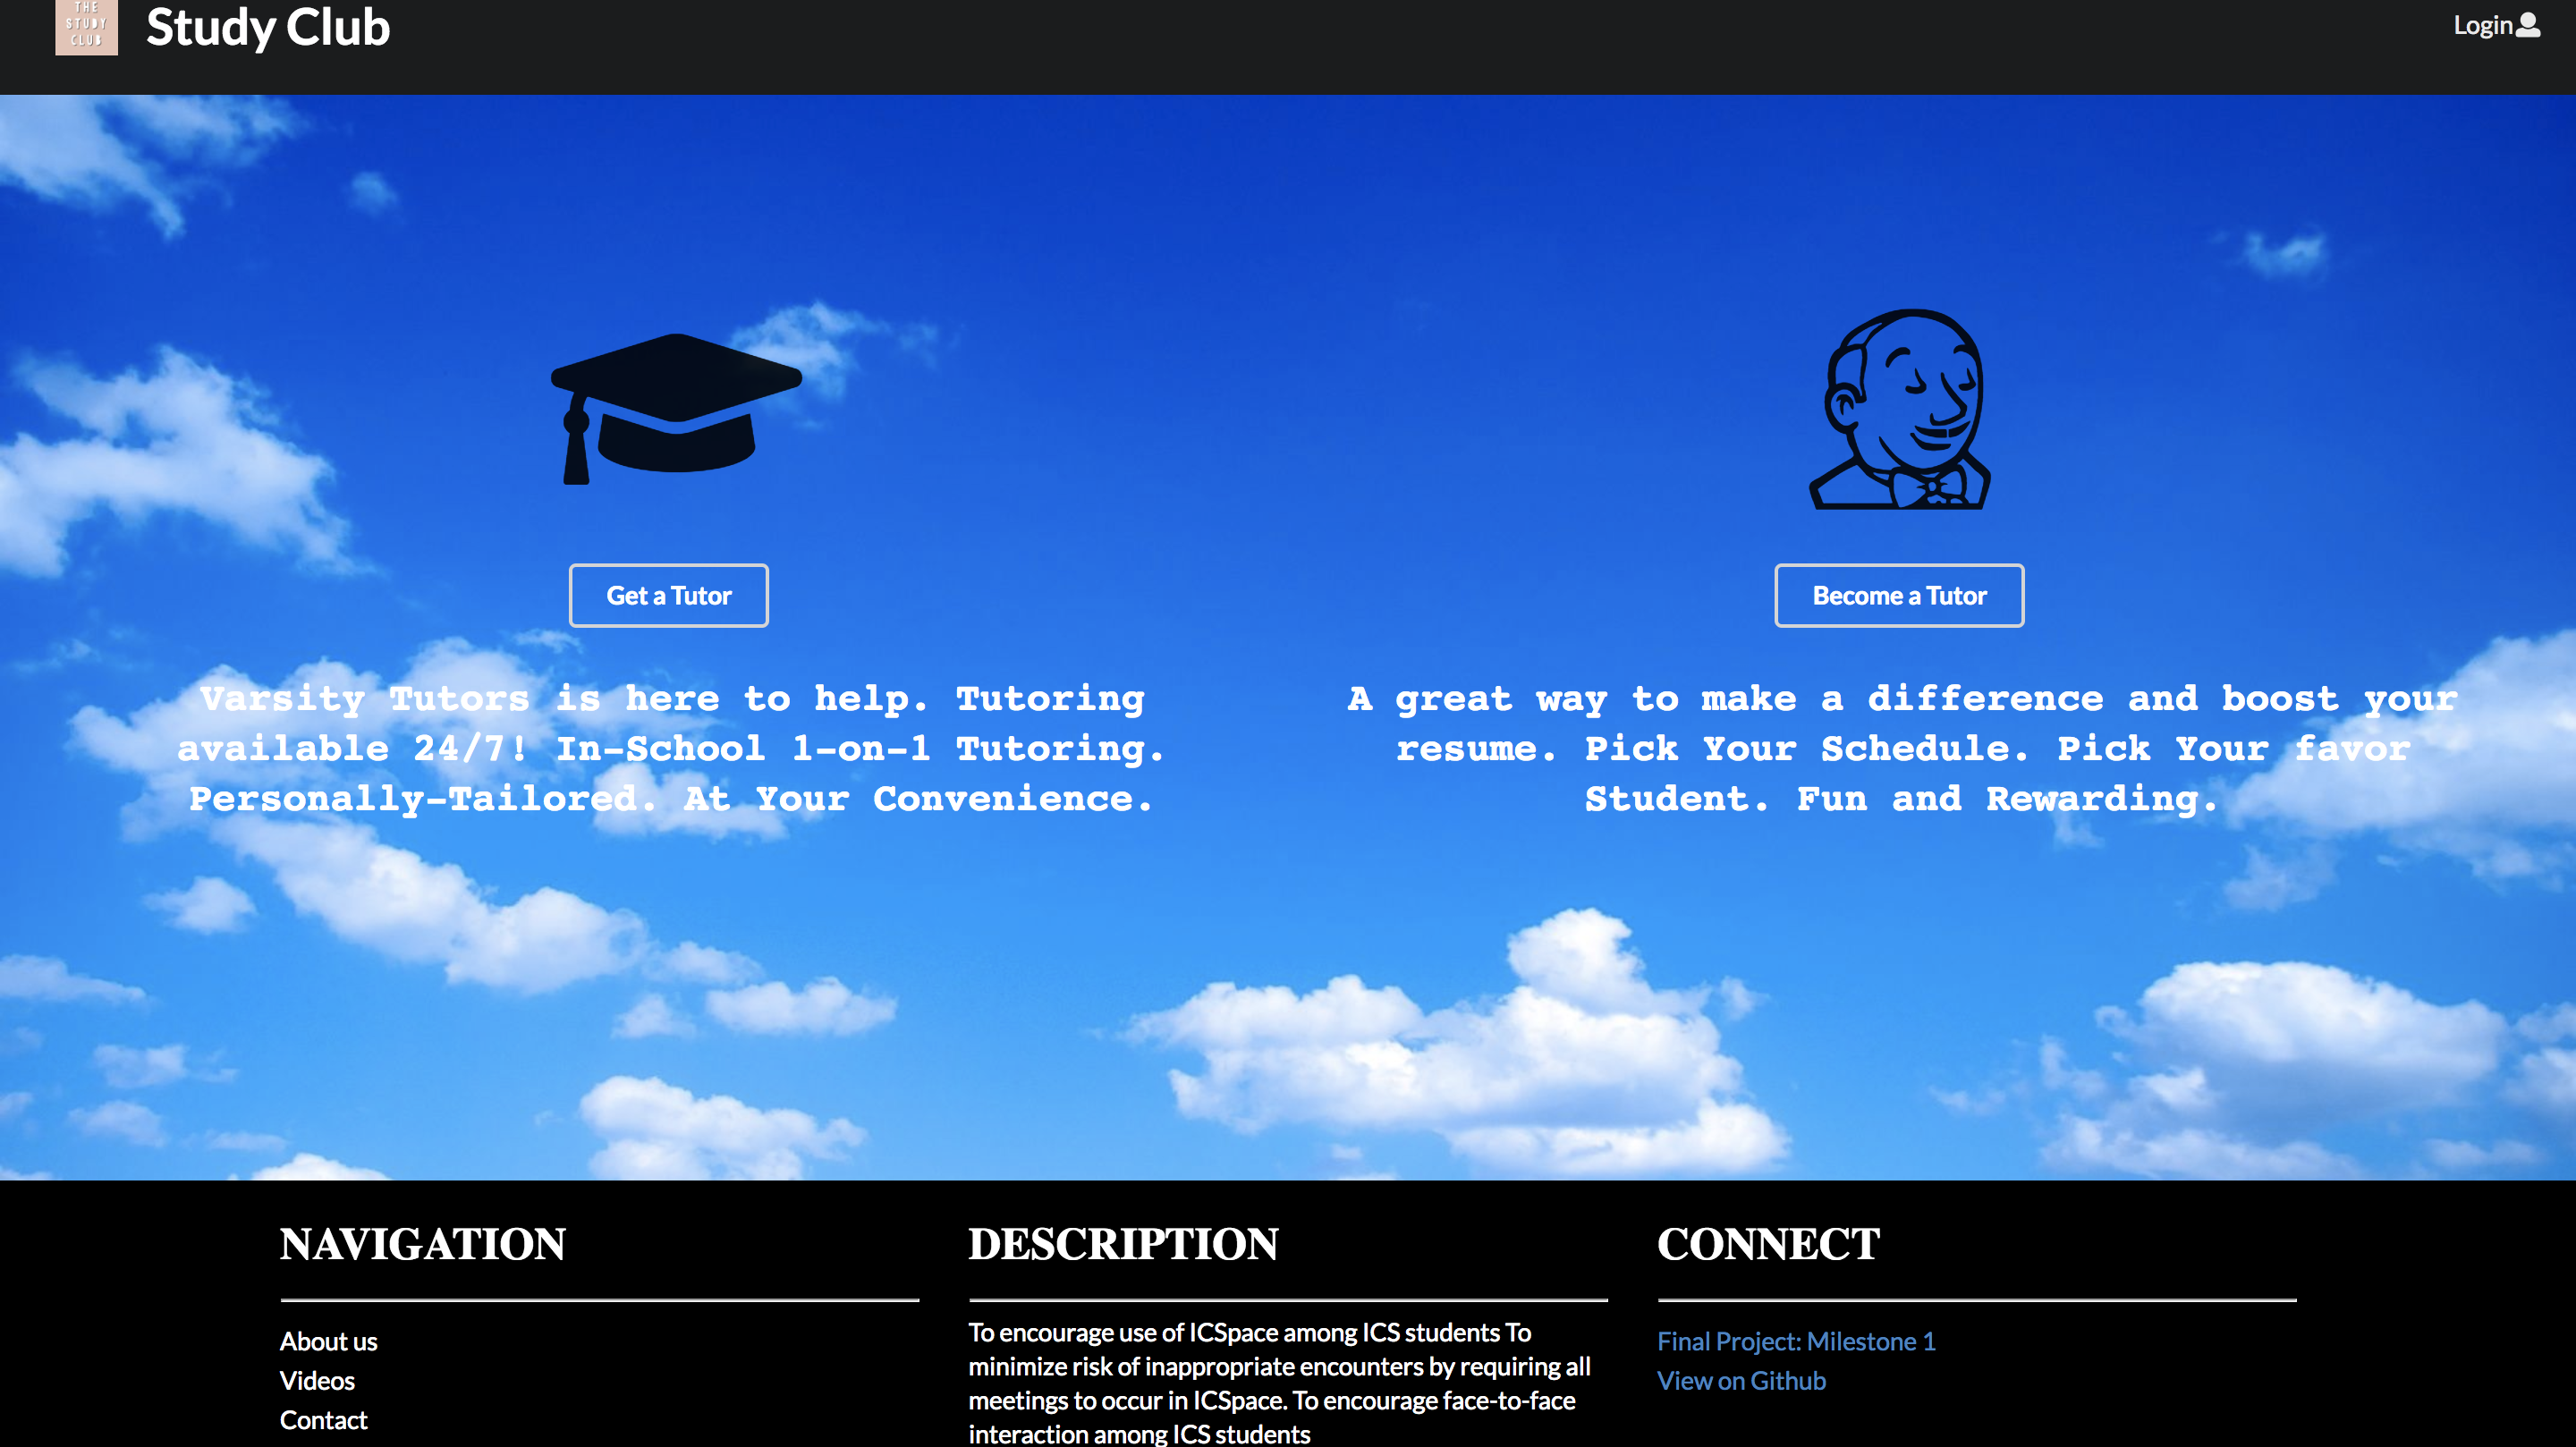 THE
STUDY
CLUB
Study Club
Login
Get a Tutor
Varsity Tutors is here to help. Tutoring
available 24/7! In-School 1-on-1 Tutoring.
Personally-Tailored. At Your Convenience.
Become a Tutor
A great way to make a difference and boost your
resume. Pick Your Schedule. Pick Your favor
Student. Fun and Rewarding.
NAVIGATION
About us
Videos
Contact
DESCRIPTION
To encourage use of ICSpace among ICS students To
minimize risk of inappropriate encounters by requiring all
meetings to occur in ICSpace. To encourage face-to-face
interaction among ICS students
CONNECT
Final Project: Milestone 1
View on Github